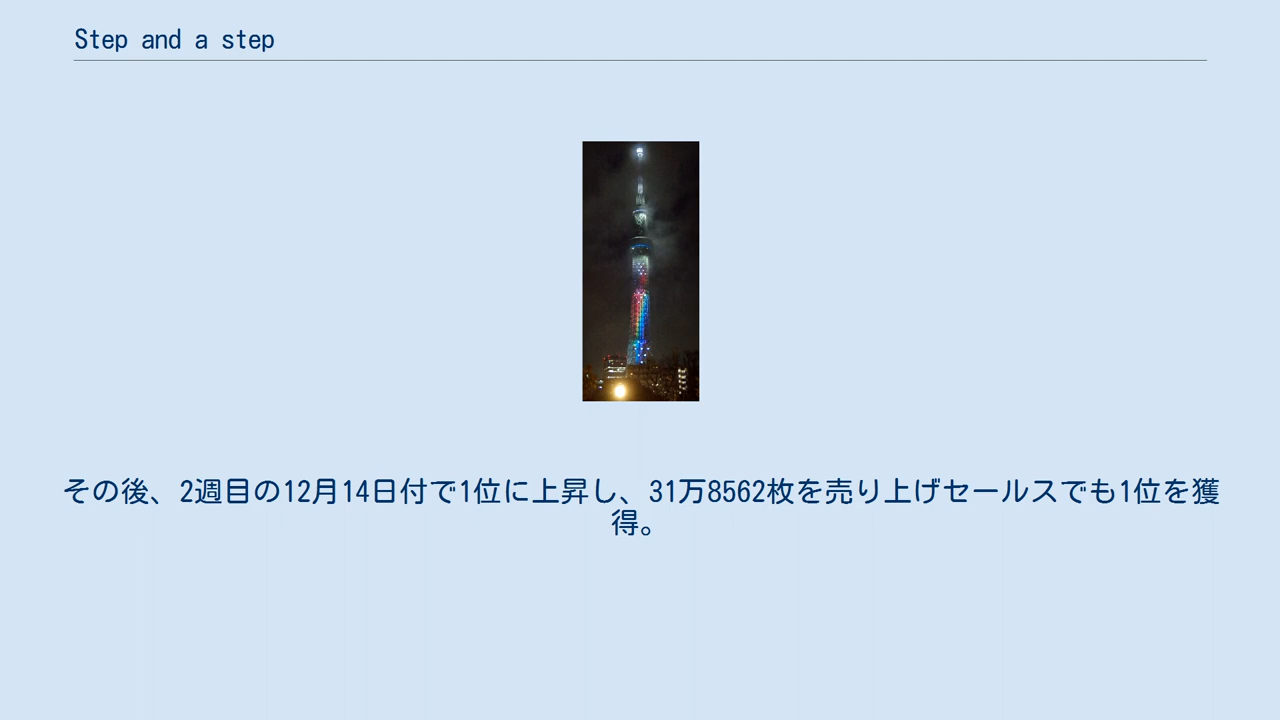 Step and a step
その後、2週目の12月14日付で1位に上昇し、31万8562枚を売り上げセールスでも1位を獲
得。